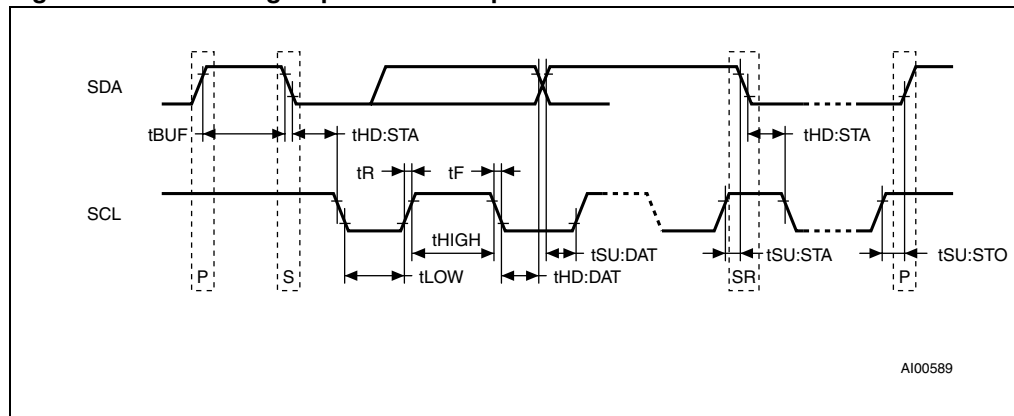 SDA
tBUF
tHD:STA
tHD:STA
tR
tF
SCL
tHIGH
tSU:DAT
tSU:STA
tSU:STO
tLOW
tHD:DAT
P
S
SR
P
AI00589